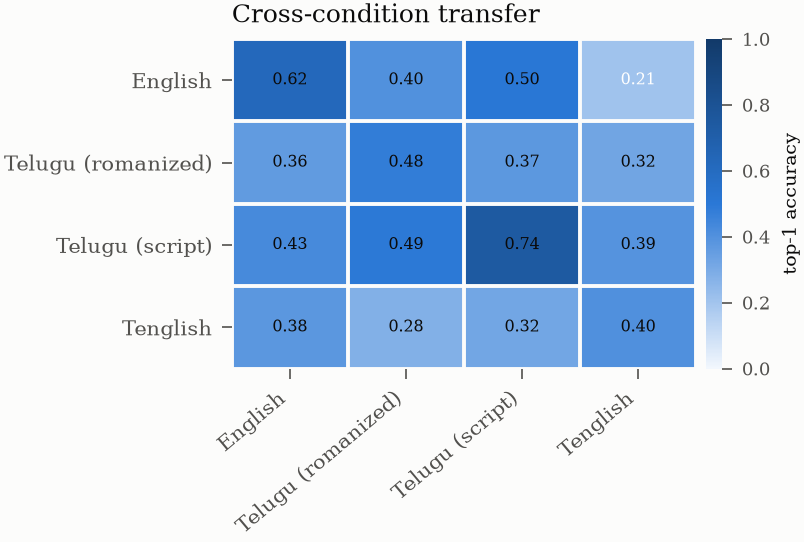 Cross-condition transfer
English 0.62 0.40 0.50 0.21
Telugu (romanized) 0.36 0.48 0.37 0.32
Telugu (script) 0.43 0.49 0.74 0.39
Tenglish 0.38 0.28 0.32 0.40
English Telugu (romanized) Telugu (script) Tenglish
1.0
0.8
0.6
0.4
0.2
0.0
top-1 accuracy